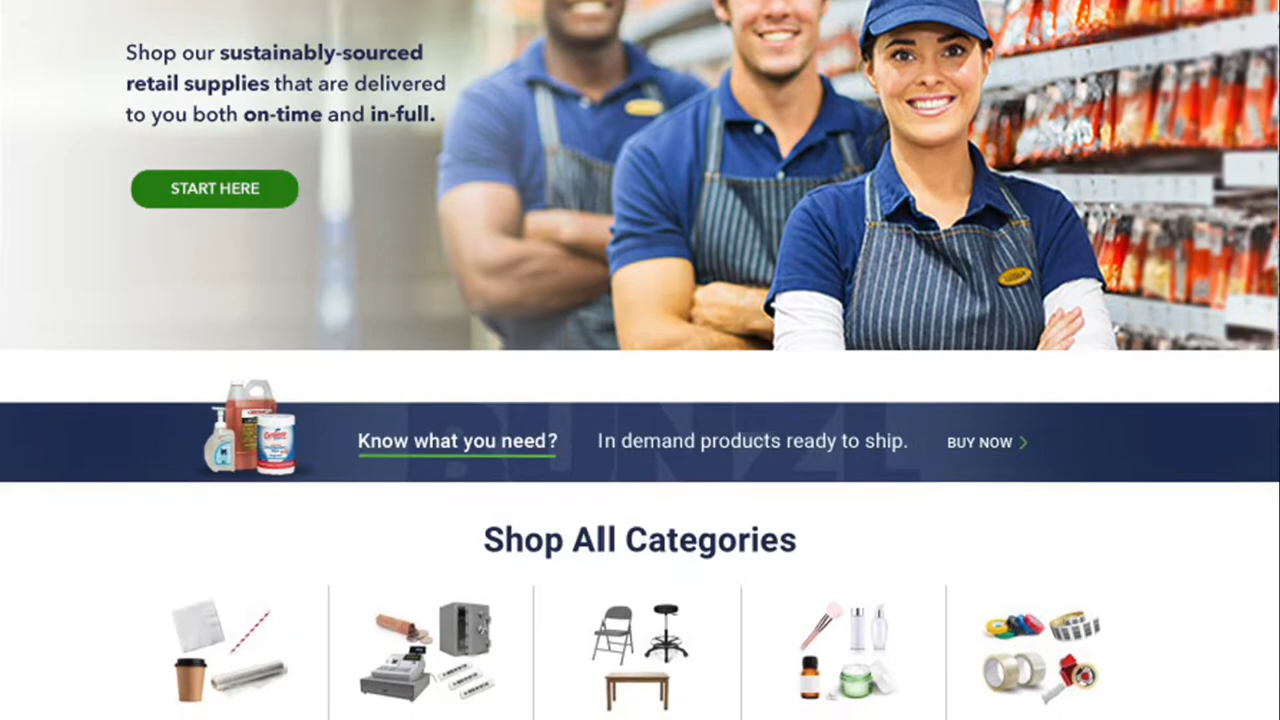 Shop our sustainably-sourced
retail supplies that are delivered
to you both on-time and in-full.
START HERE
BUNZL
Know what you need? In demand products ready to ship. BUY NOW
Shop All Categories